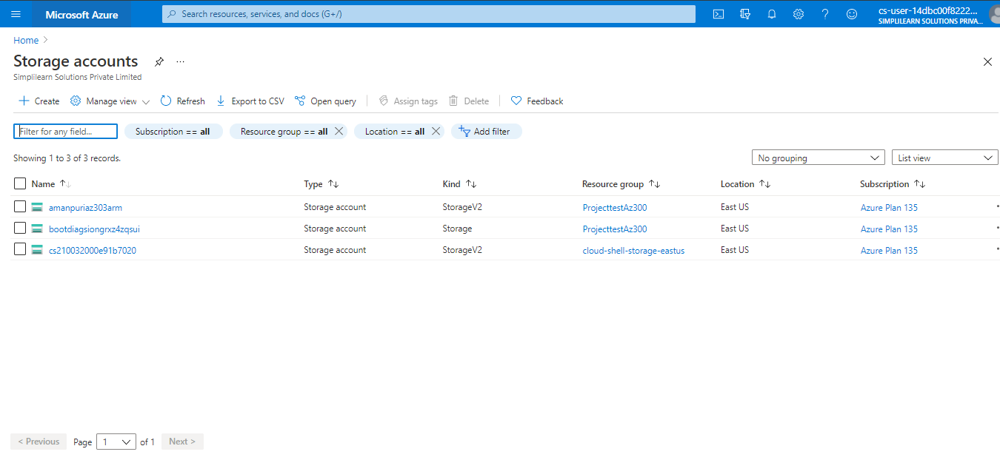 Microsoft Azure Search resources, services, and docs (G+/) cs-user-14dbc00f8222...
SIMPLILEARN SOLUTIONS PRIVA...
Home
Storage accounts ...
Simplilearn Solutions Private Limited
Create Manage view Refresh Export to CSV Open query Assign tags Delete Feedback
Filter for any field... Subscription == all Resource group == all Location == all Add filter
Showing 1 to 3 of 3 records. No grouping List view
Name Type Kind Resource group Location Subscription
amanpuriaz303arm Storage account StorageV2 ProjecttestAz300 East US Azure Plan 135
bootdiagsiongrxz4zqsui Storage account Storage ProjecttestAz300 East US Azure Plan 135
cs210032000e91b7020 Storage account StorageV2 cloud-shell-storage-eastus East US Azure Plan 135
< Previous Page 1 of 1 Next >